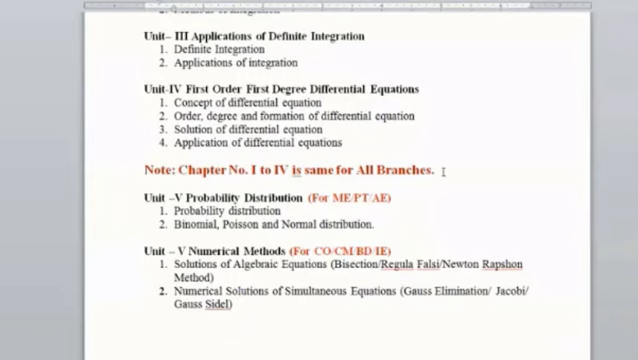 Unit– III Applications of Definite Integration
1. Definite Integration
2. Applications of integration
Unit-IV First Order First Degree Differential Equations
1. Concept of differential equation
2. Order, degree and formation of differential equation
3. Solution of differential equation
4. Application of differential equations
Note: Chapter No. I to IV is same for All Branches.
Unit –V Probability Distribution (For ME/PT/AE)
1. Probability distribution
2. Binomial, Poisson and Normal distribution.
Unit – V Numerical Methods (For CO/CM/BD/IE)
1. Solutions of Algebraic Equations (Bisection/Regula Falsi/Newton Rapshon
Method)
2. Numerical Solutions of Simultaneous Equations (Gauss Elimination/ Jacobi/
Gauss Sidel)